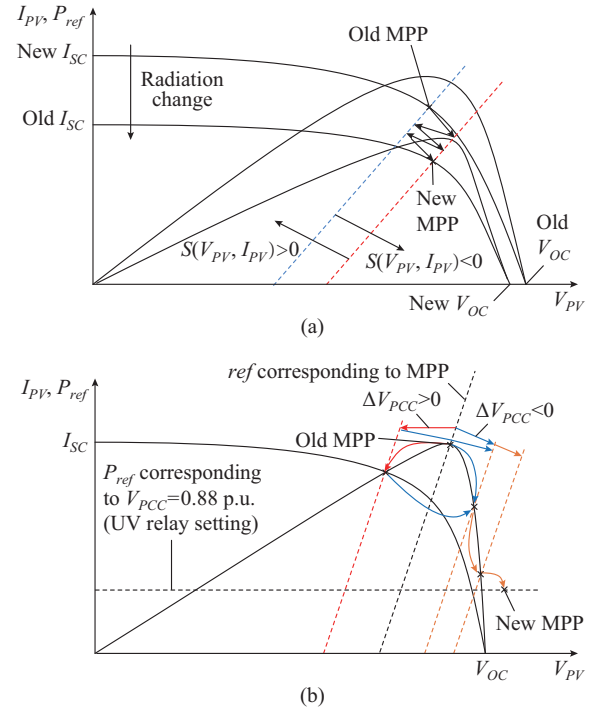 I_PV, P_ref
New I_SC
Old MPP
Radiation
change
Old I_SC
New
MPP
Old
V_OC
S(V_PV, I_PV)>0
S(V_PV, I_PV)<0
New V_OC
V_PV
(a)
I_PV, P_ref
ref corresponding to MPP
ΔV_PCC>0
ΔV_PCC<0
I_SC
Old MPP
P_ref corresponding
to V_PCC=0.88 p.u.
(UV relay setting)
New MPP
V_OC
V_PV
(b)